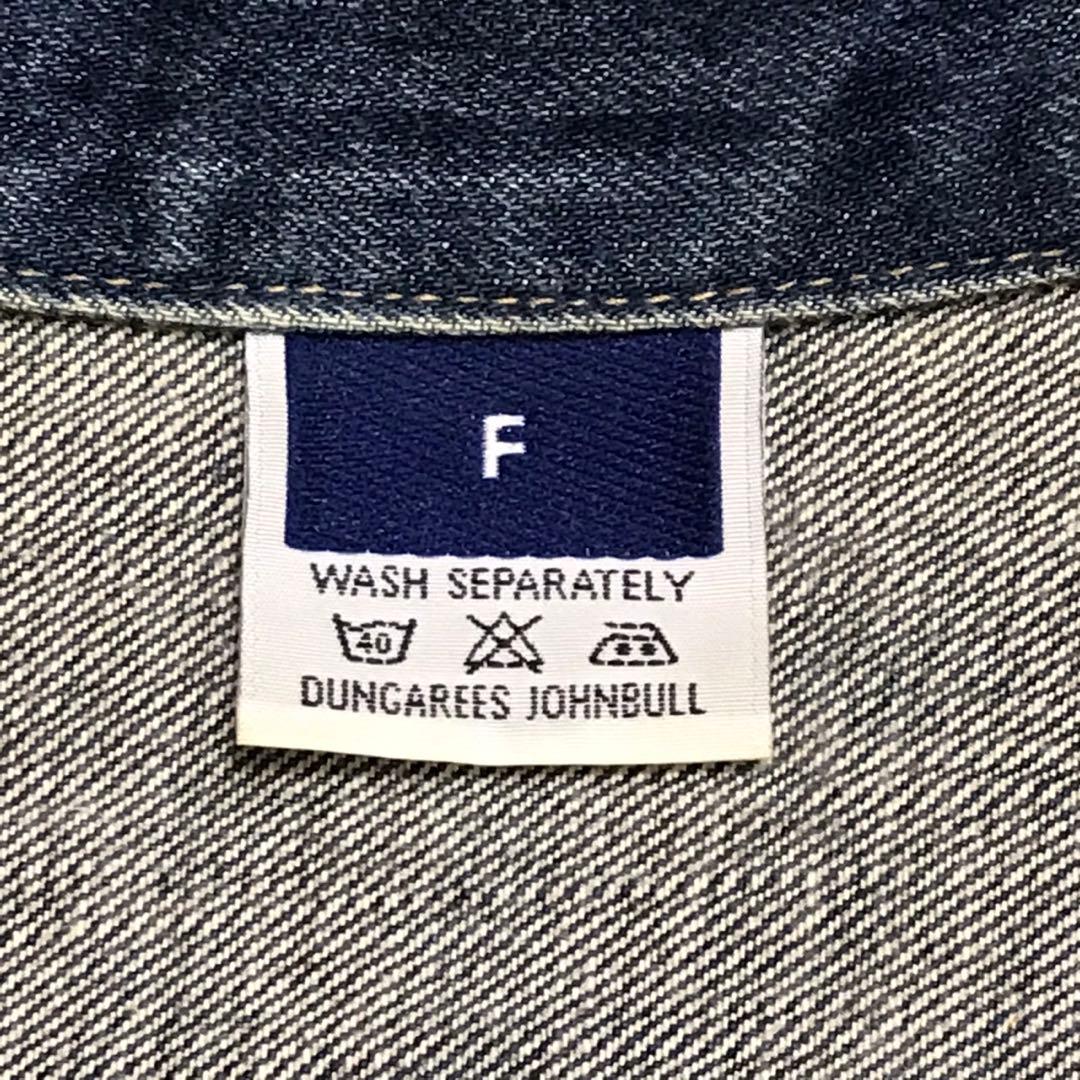 F
WASH SEPARATELY
40
DUNGAREES JOHNBULL